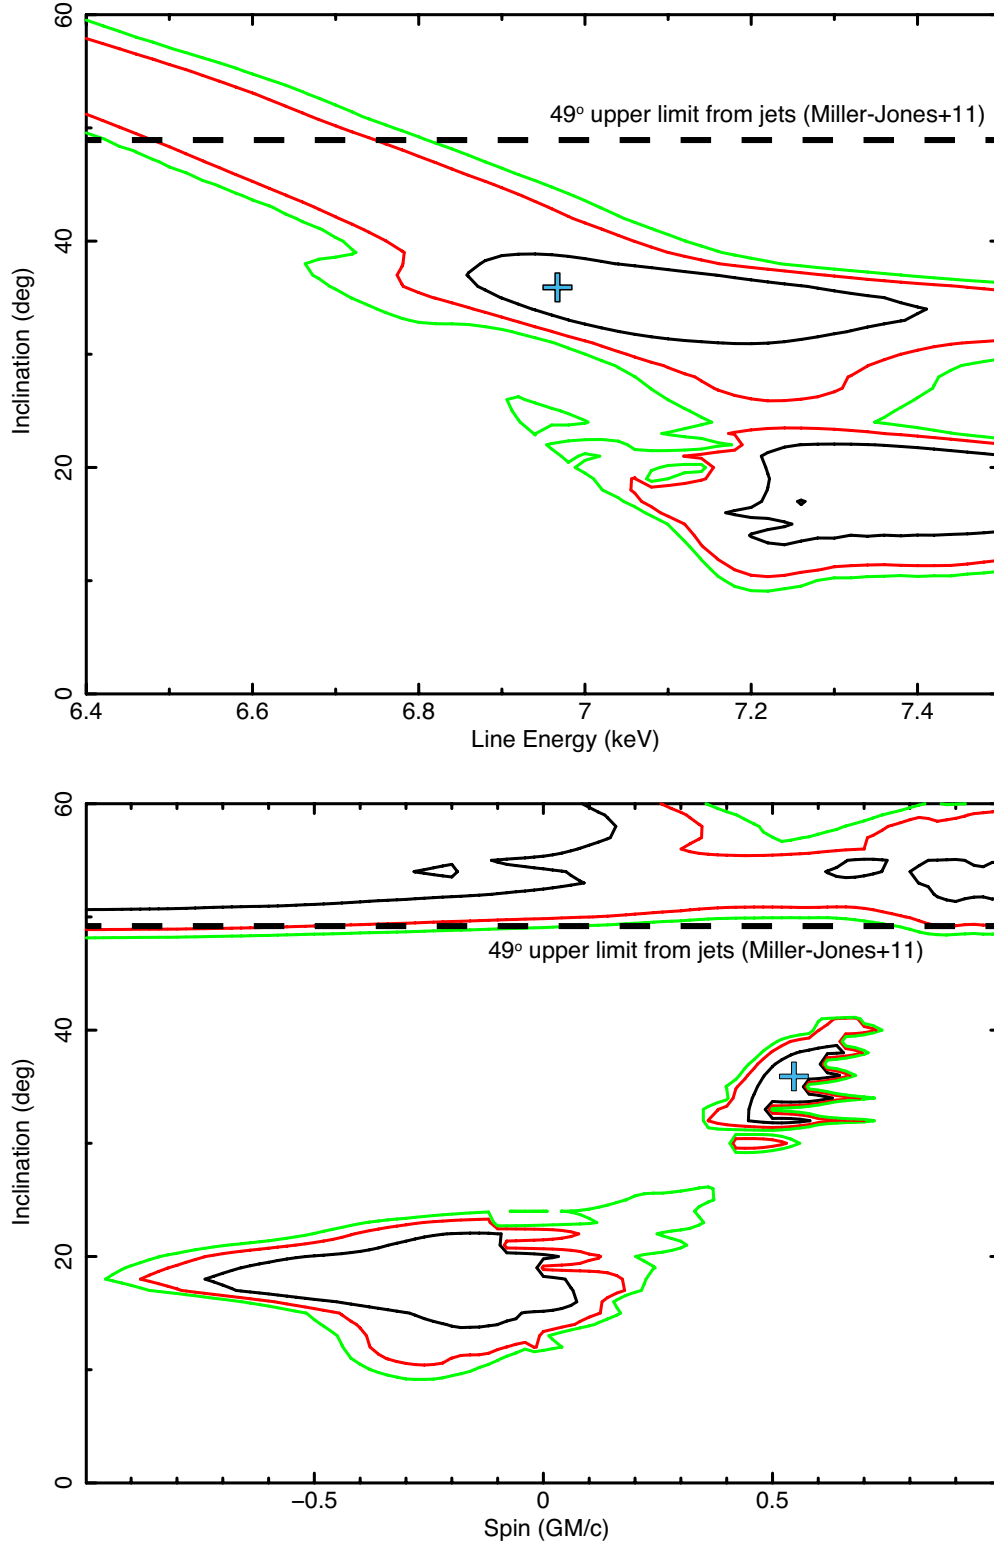 60
49º upper limit from jets (Miller-Jones+11)
40
Inclination (deg)
20
0
6.4 6.6 6.8 7 7.2 7.4
Line Energy (keV)
60
49º upper limit from jets (Miller-Jones+11)
40
Inclination (deg)
20
0
−0.5 0 0.5
Spin (GM/c)